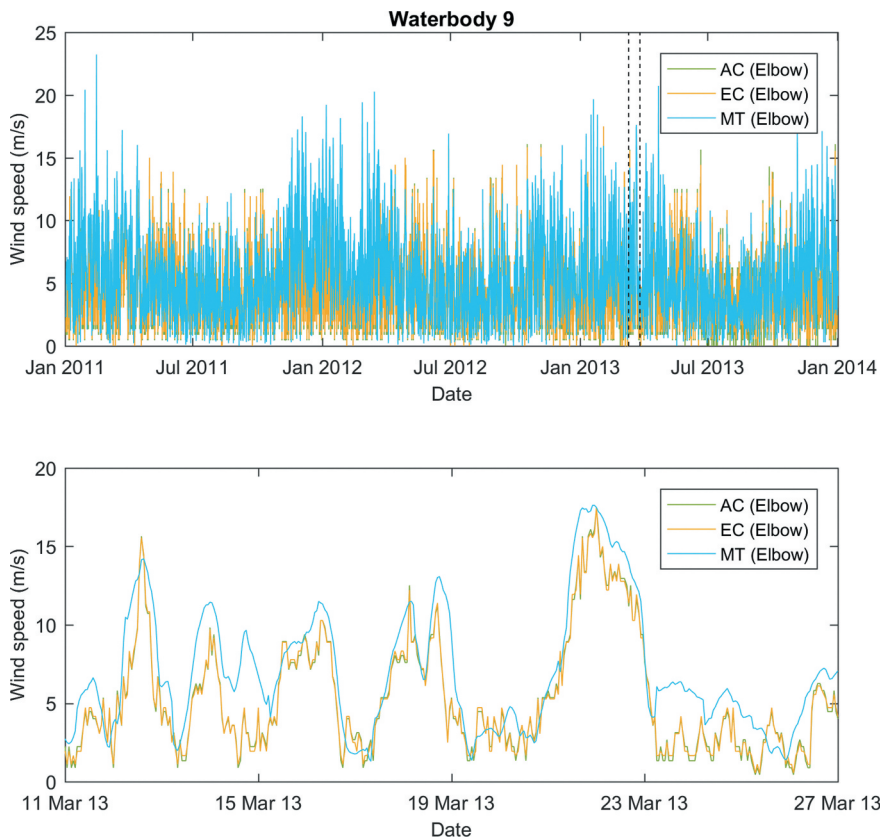 Waterbody 9
25
20
15
10
5
0
Wind speed (m/s)
AC (Elbow)
EC (Elbow)
MT (Elbow)
Jan 2011 Jul 2011 Jan 2012 Jul 2012 Jan 2013 Jul 2013 Jan 2014
Date
20
15
10
5
0
Wind speed (m/s)
AC (Elbow)
EC (Elbow)
MT (Elbow)
11 Mar 13 15 Mar 13 19 Mar 13 23 Mar 13 27 Mar 13
Date